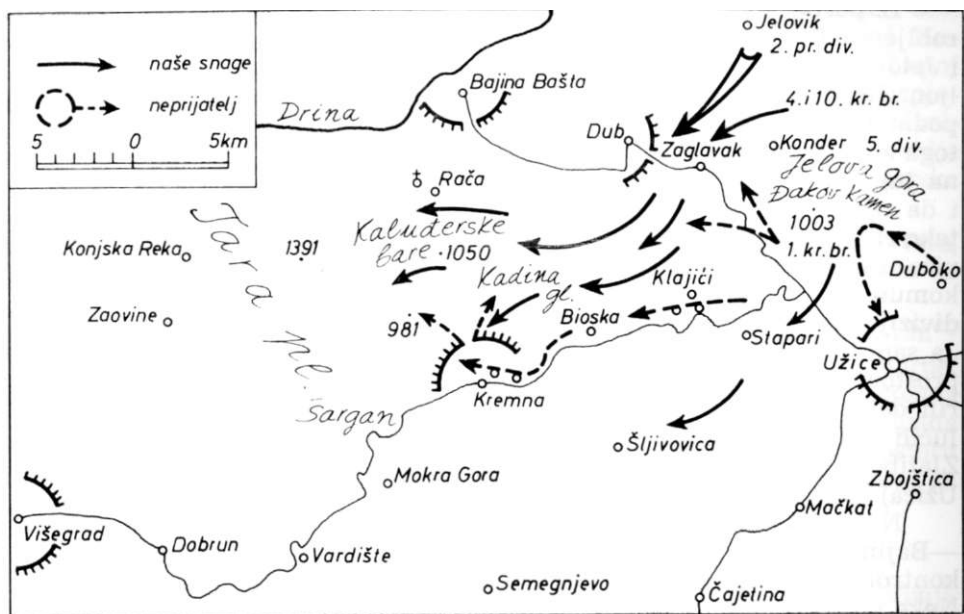 naše snage
neprijatelj
5 0 5km
Jelovik
2. pr. div.
4. i 10. kr. br.
Bajina Bašta
Drina
Dub
Zaglavak
Konder 5. div.
Jelova gora
Đakov kamen
1003
1. kr. br.
Rača
Tara pl.
Kaluđerske
bare
1050
Konjska Reka
1391
Kadina
gl.
Klajići
Duboko
Zaovine
981
Bioska
Stapari
Užice
Kremna
Šargan
Šljivovica
Mokra Gora
Zbojštica
Mačkat
Višegrad
Dobrun
Vardište
Semegnjevo
Čajetina